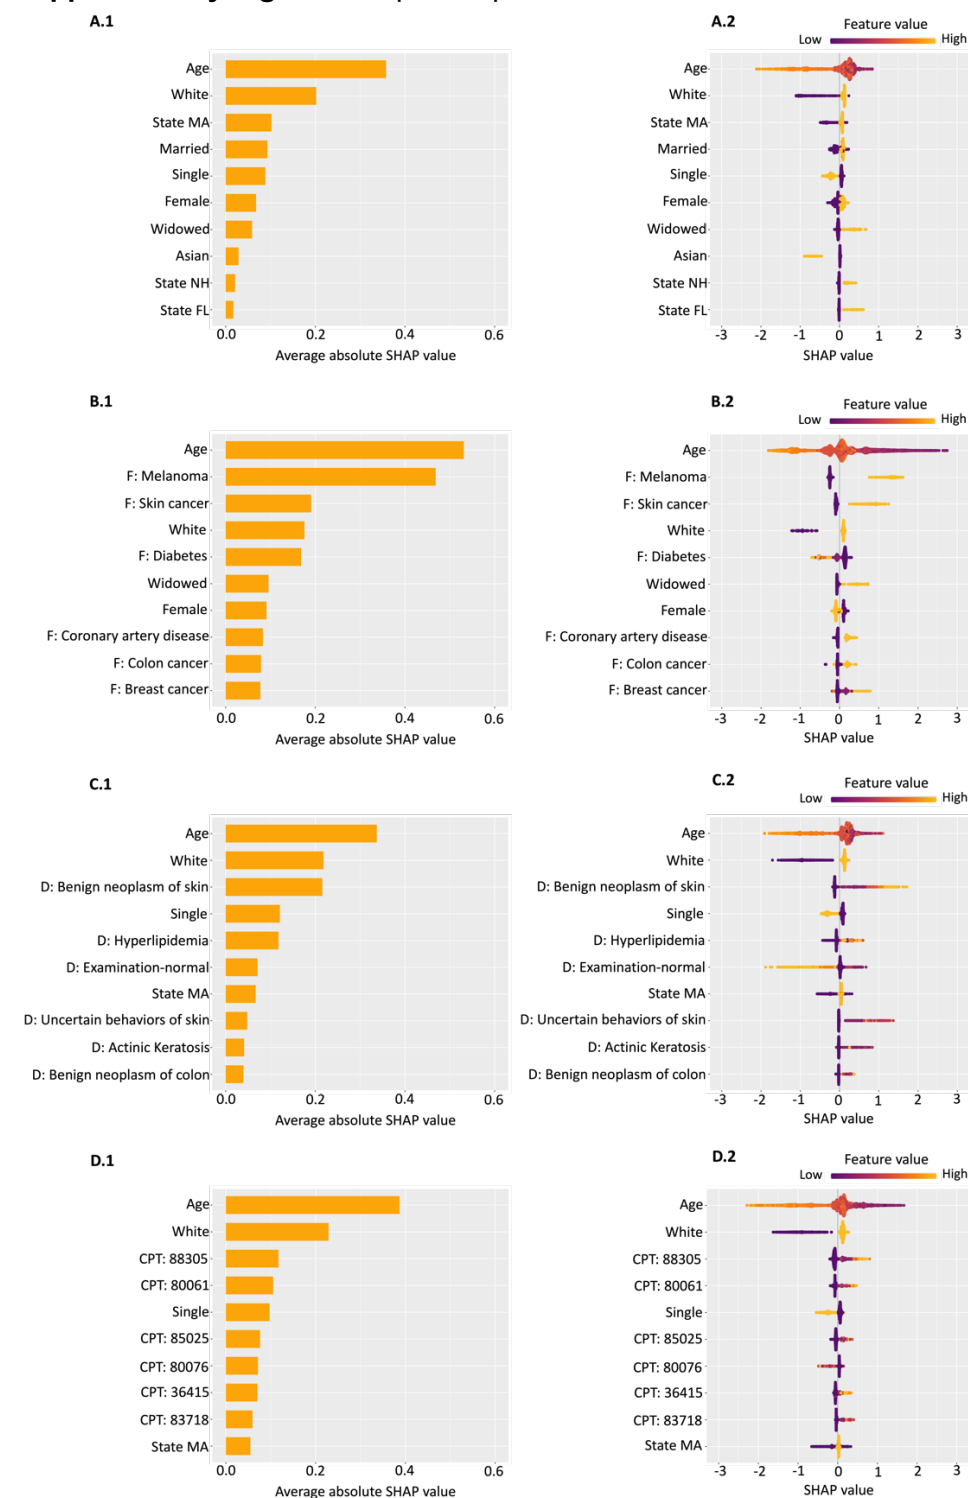 A.1
Age
White
State MA
Married
Single
Female
Widowed
Asian
State NH
State FL
0.0 0.2 0.4 0.6
Average absolute SHAP value
A.2
Feature value
Low High
Age
White
State MA
Married
Single
Female
Widowed
Asian
State NH
State FL
-3 -2 -1 0 1 2 3
SHAP value
B.1
Age
F: Melanoma
F: Skin cancer
White
F: Diabetes
Widowed
Female
F: Coronary artery disease
F: Colon cancer
F: Breast cancer
0.0 0.2 0.4 0.6
Average absolute SHAP value
B.2
Feature value
Low High
Age
F: Melanoma
F: Skin cancer
White
F: Diabetes
Widowed
Female
F: Coronary artery disease
F: Colon cancer
F: Breast cancer
-3 -2 -1 0 1 2 3
SHAP value
C.1
Age
White
D: Benign neoplasm of skin
Single
D: Hyperlipidemia
D: Examination-normal
State MA
D: Uncertain behaviors of skin
D: Actinic Keratosis
D: Benign neoplasm of colon
0.0 0.2 0.4 0.6
Average absolute SHAP value
C.2
Feature value
Low High
Age
White
D: Benign neoplasm of skin
Single
D: Hyperlipidemia
D: Examination-normal
State MA
D: Uncertain behaviors of skin
D: Actinic Keratosis
D: Benign neoplasm of colon
-3 -2 -1 0 1 2 3
SHAP value
D.1
Age
White
CPT: 88305
CPT: 80061
Single
CPT: 85025
CPT: 80076
CPT: 36415
CPT: 83718
State MA
0.0 0.2 0.4 0.6
Average absolute SHAP value
D.2
Feature value
Low High
Age
White
CPT: 88305
CPT: 80061
Single
CPT: 85025
CPT: 80076
CPT: 36415
CPT: 83718
State MA
-3 -2 -1 0 1 2 3
SHAP value